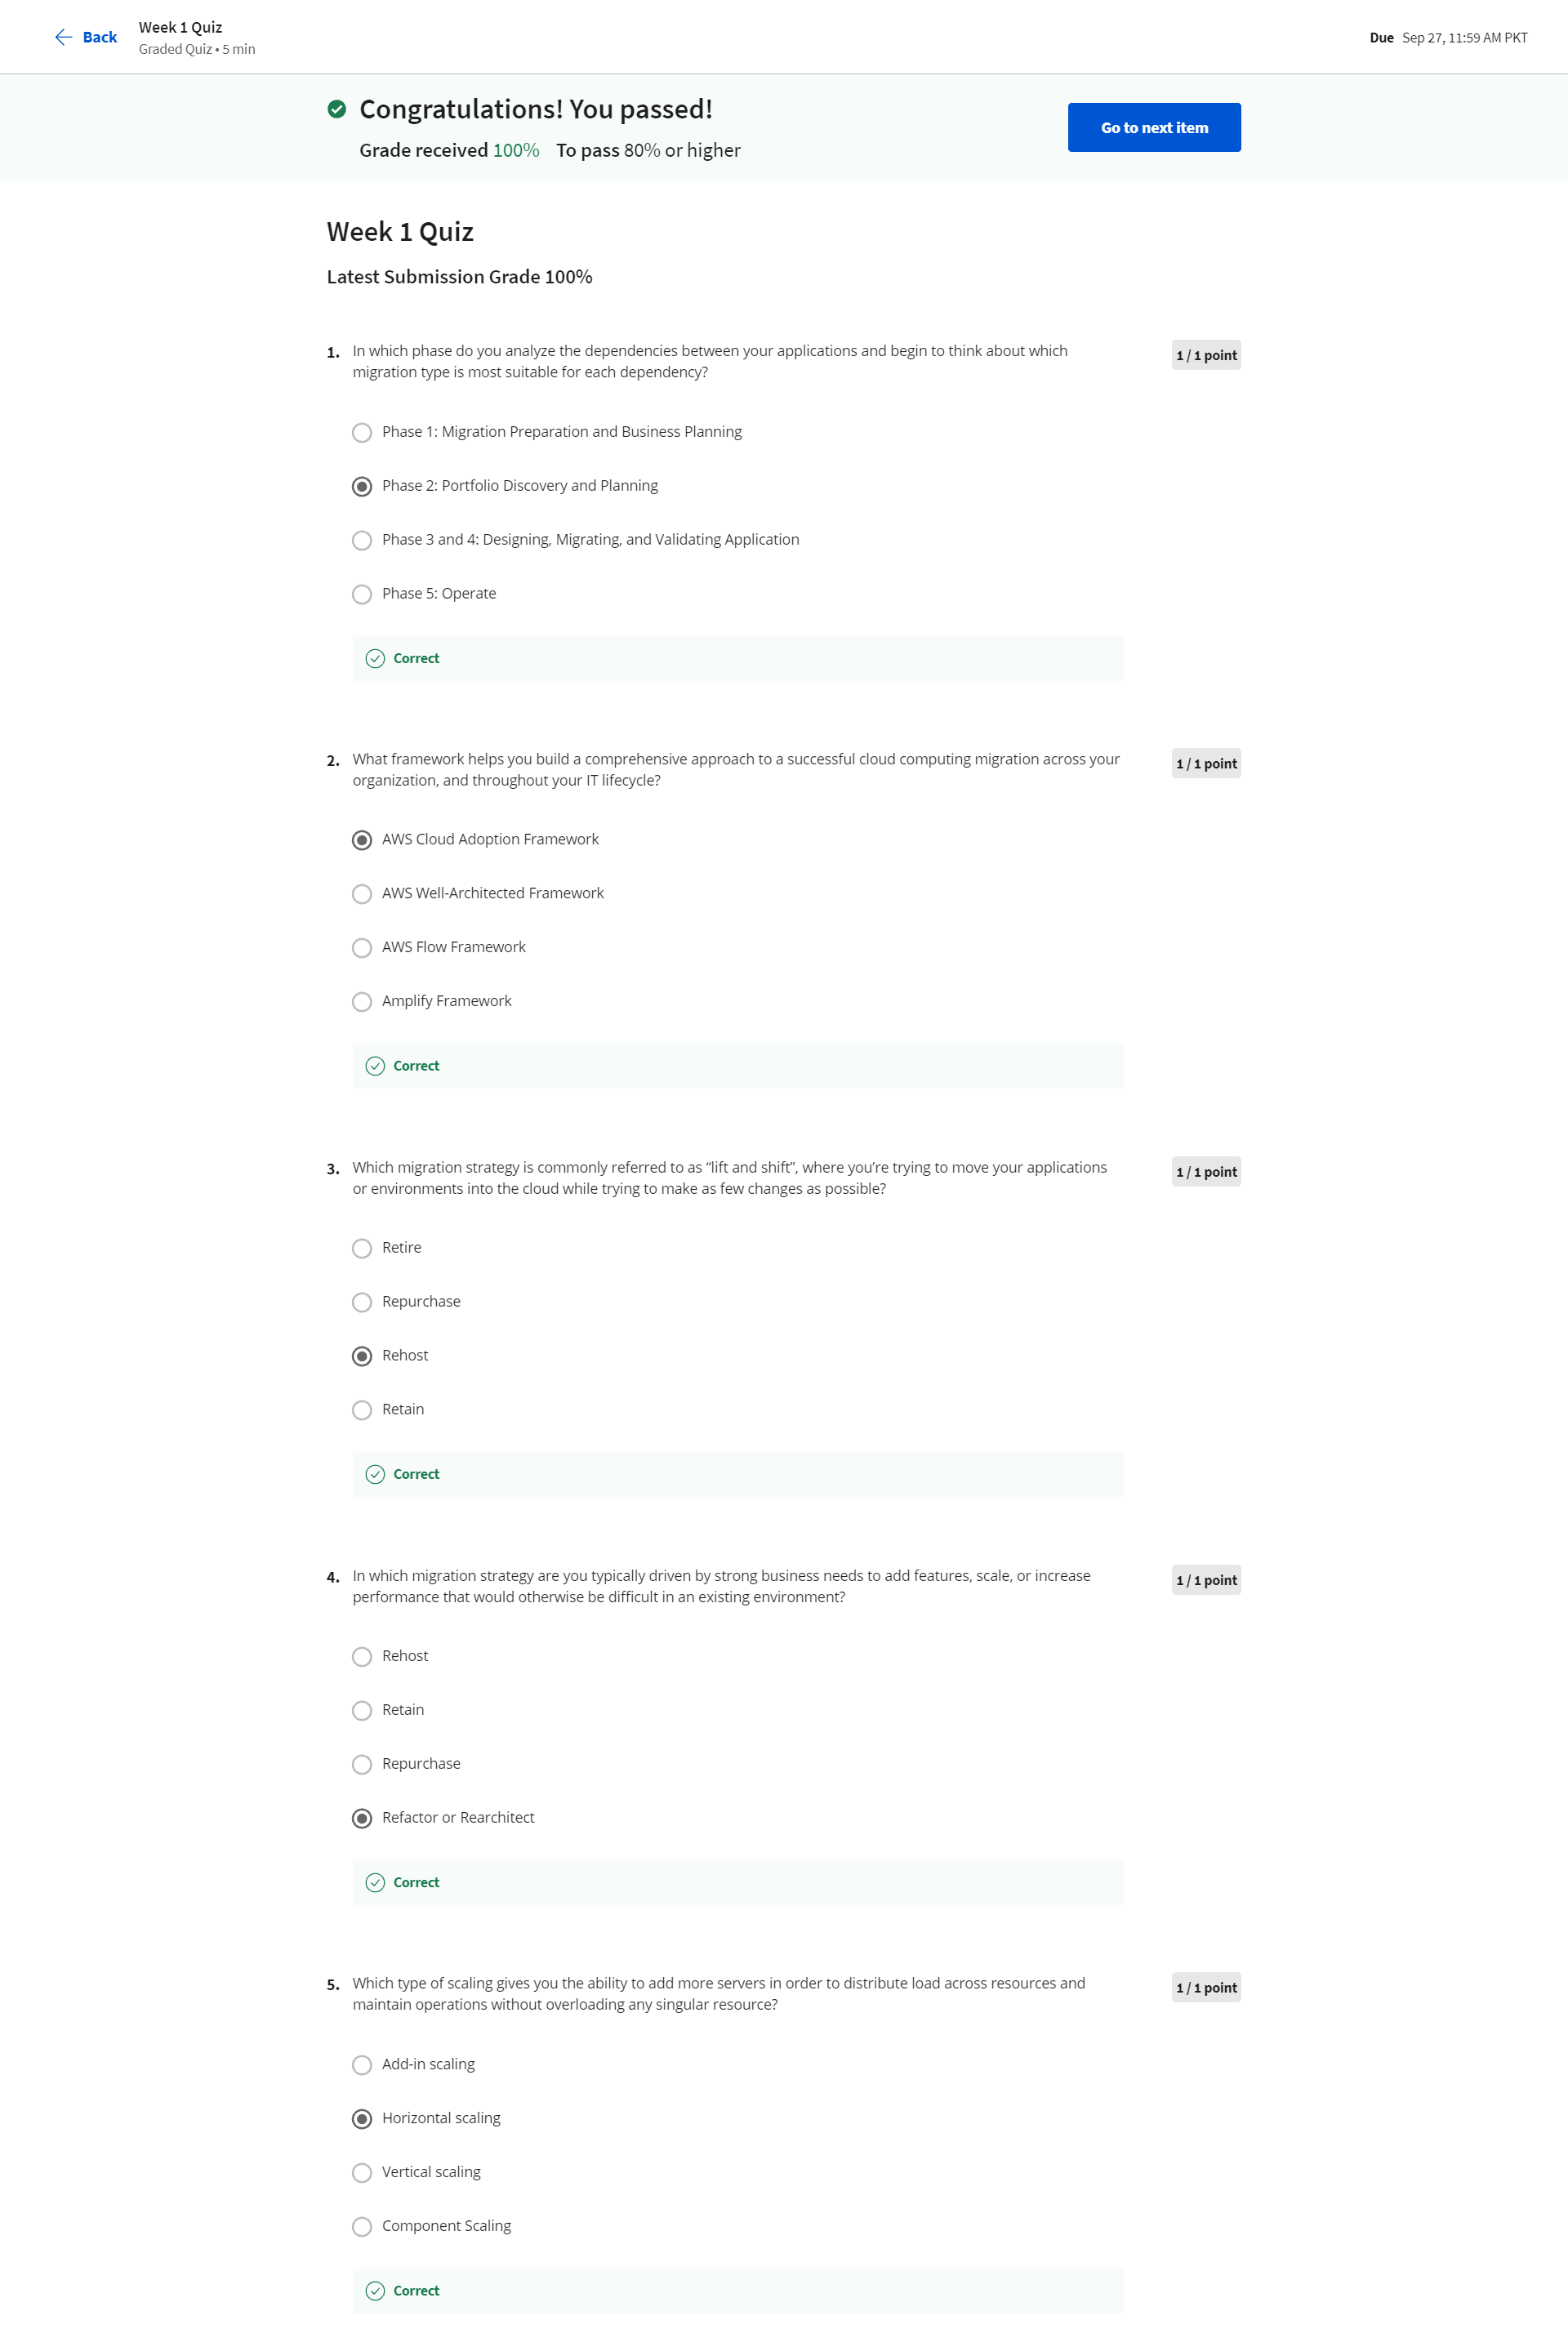 Back
Week 1 Quiz
Graded Quiz • 5 min
Due Sep 27, 11:59 AM PKT
Congratulations! You passed!
Grade received 100% To pass 80% or higher
Go to next item
Week 1 Quiz
Latest Submission Grade 100%
1. In which phase do you analyze the dependencies between your applications and begin to think about which
migration type is most suitable for each dependency?
1 / 1 point
Phase 1: Migration Preparation and Business Planning
Phase 2: Portfolio Discovery and Planning
Phase 3 and 4: Designing, Migrating, and Validating Application
Phase 5: Operate
Correct
2. What framework helps you build a comprehensive approach to a successful cloud computing migration across your
organization, and throughout your IT lifecycle?
1 / 1 point
AWS Cloud Adoption Framework
AWS Well-Architected Framework
AWS Flow Framework
Amplify Framework
Correct
3. Which migration strategy is commonly referred to as “lift and shift”, where you’re trying to move your applications
or environments into the cloud while trying to make as few changes as possible?
1 / 1 point
Retire
Repurchase
Rehost
Retain
Correct
4. In which migration strategy are you typically driven by strong business needs to add features, scale, or increase
performance that would otherwise be difficult in an existing environment?
1 / 1 point
Rehost
Retain
Repurchase
Refactor or Rearchitect
Correct
5. Which type of scaling gives you the ability to add more servers in order to distribute load across resources and
maintain operations without overloading any singular resource?
1 / 1 point
Add-in scaling
Horizontal scaling
Vertical scaling
Component Scaling
Correct